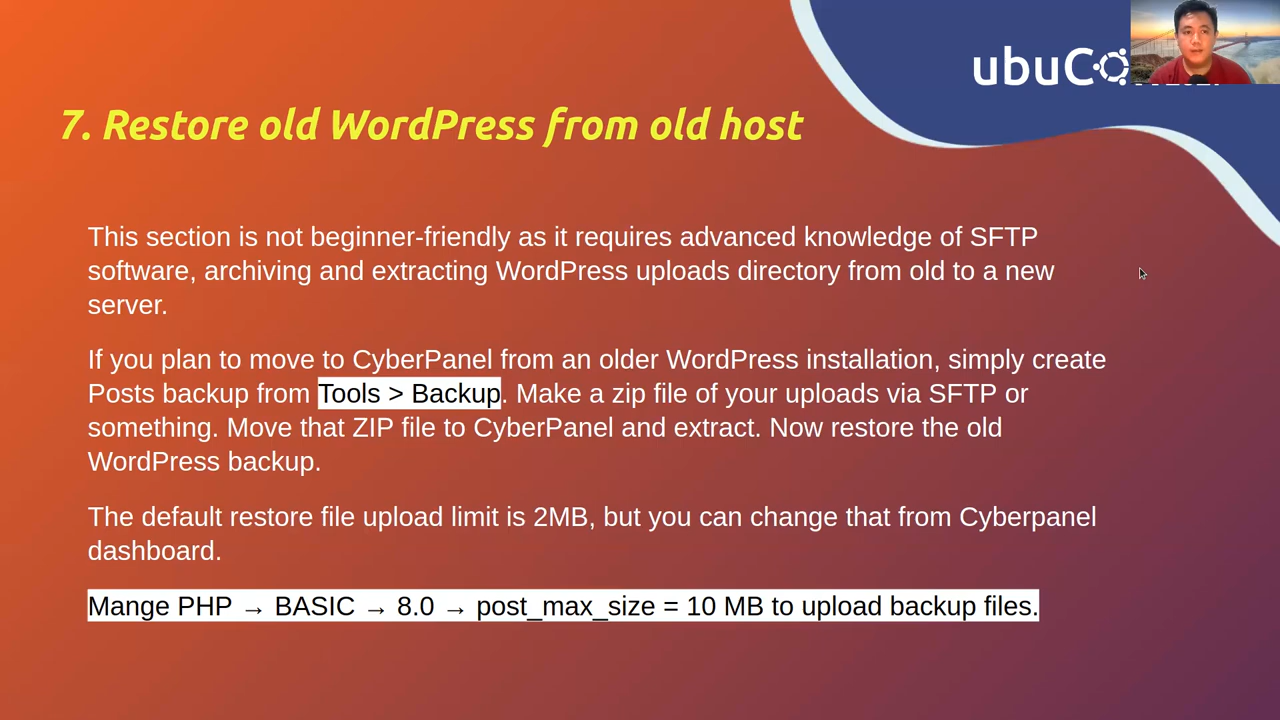 ubuC
7. Restore old WordPress from old host
This section is not beginner-friendly as it requires advanced knowledge of SFTP
software, archiving and extracting WordPress uploads directory from old to a new
server.
If you plan to move to CyberPanel from an older WordPress installation, simply create
Posts backup from Tools > Backup. Make a zip file of your uploads via SFTP or
something. Move that ZIP file to CyberPanel and extract. Now restore the old
WordPress backup.
The default restore file upload limit is 2MB, but you can change that from Cyberpanel
dashboard.
Mange PHP → BASIC → 8.0 → post_max_size = 10 MB to upload backup files.